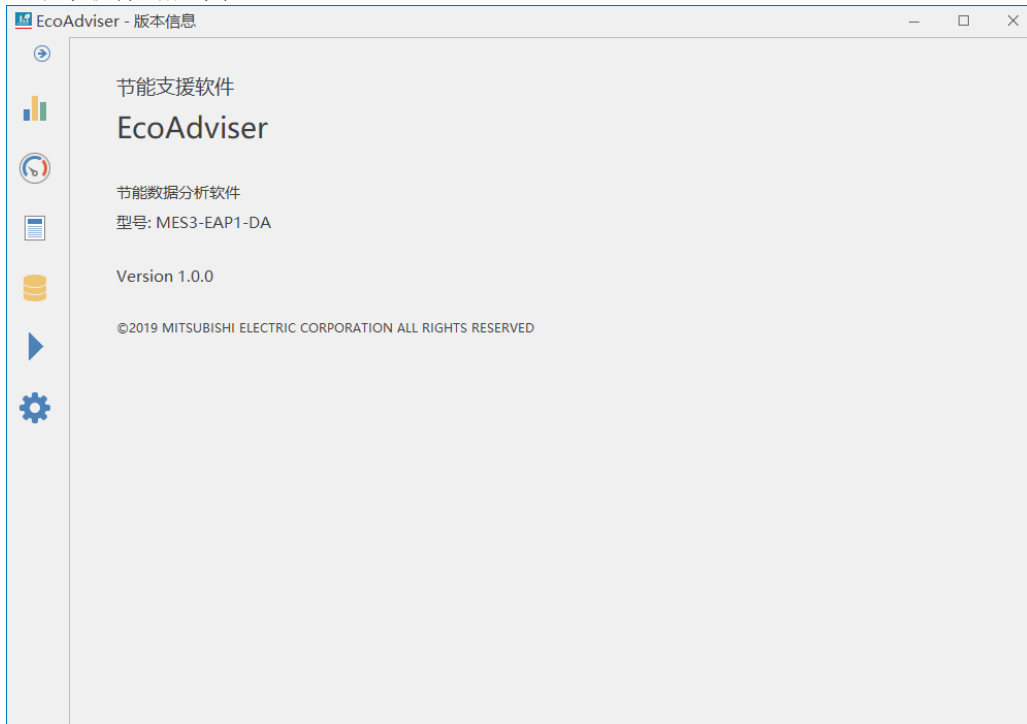 EcoAdviser - 版本信息
节能支援软件
EcoAdviser
节能数据分析软件
型号: MES3-EAP1-DA
Version 1.0.0
©2019 MITSUBISHI ELECTRIC CORPORATION ALL RIGHTS RESERVED